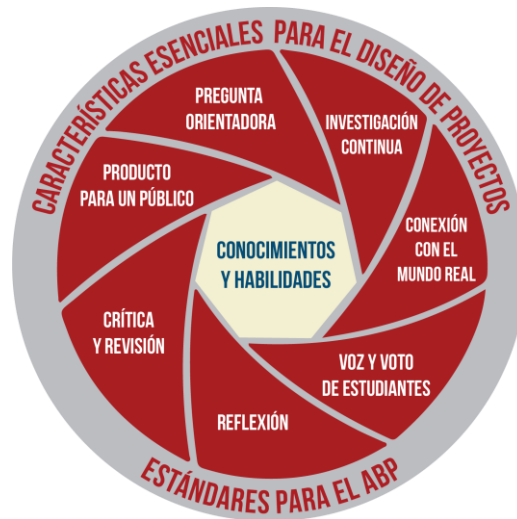 CARACTERÍSTICAS ESENCIALES PARA EL DISEÑO DE PROYECTOS
PREGUNTA
ORIENTADORA
INVESTIGACIÓN
CONTINUA
CONEXIÓN
CON EL
MUNDO REAL
VOZ Y VOTO
DE ESTUDIANTES
REFLEXIÓN
CRÍTICA
Y REVISIÓN
PRODUCTO
PARA UN PÚBLICO
CONOCIMIENTOS
Y HABILIDADES
ESTÁNDARES PARA EL ABP